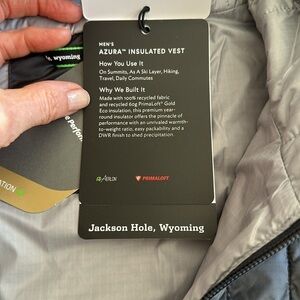 MEN'S
AZURA™ INSULATED VEST
How You Use It
On Summits, As A Ski Layer, Hiking,
Travel, Daily Commutes
Why We Built It
Made with 100% recycled fabric
and recycled 60g PrimaLoft® Gold
Eco insulation, this premium year-
round insulator offers the pinnacle of
performance with an unrivaled warmth-
to-weight ratio, easy packability and a
DWR finish to shed precipitation.
PRIMALOFT
Jackson Hole, Wyoming
e, Wyoming
e Perform
ATION